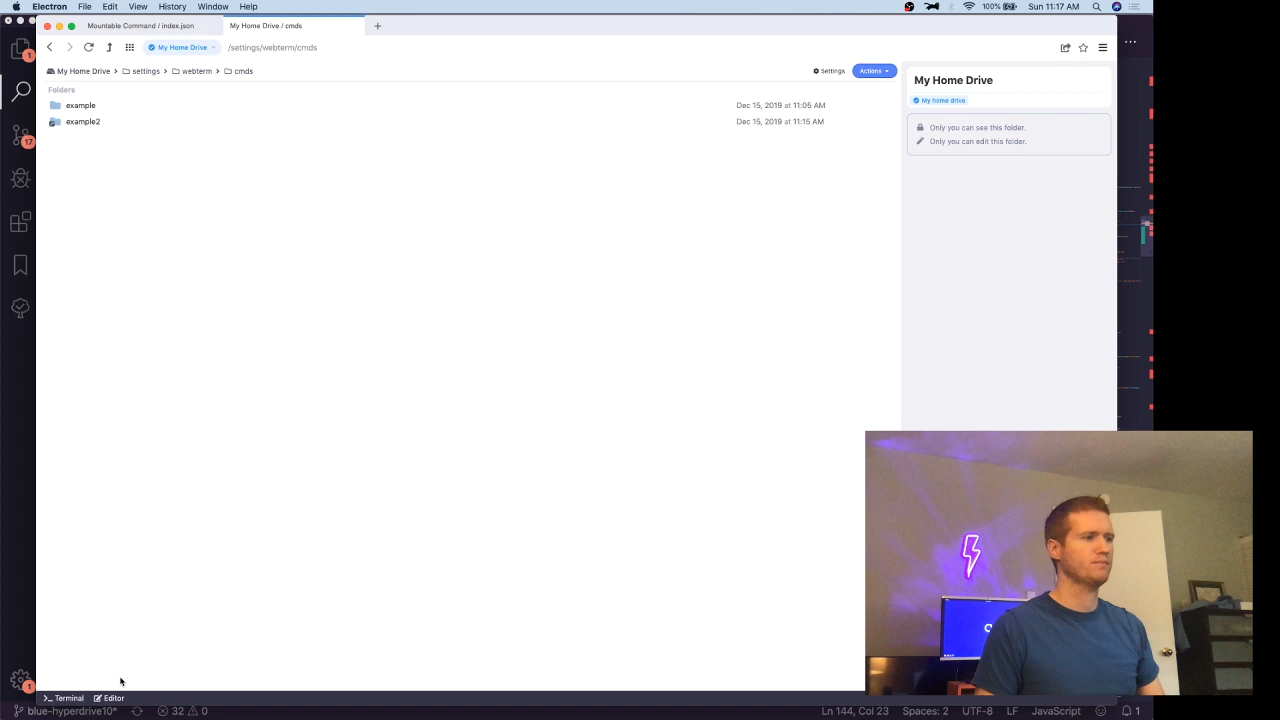 Electron File Edit View History Window Help 100% Sun 11:17 AM
Mountable Command / index.json My Home Drive / cmds
My Home Drive /settings/webterm/cmds
My Home Drive settings webterm cmds Settings Actions
Folders
example Dec 15, 2019 at 11:05 AM
example2 Dec 15, 2019 at 11:15 AM
My Home Drive
My home drive
Only you can see this folder.
Only you can edit this folder.
1
17
1
>_ Terminal Editor
blue-hyperdrive10* 32 0 Ln 144, Col 23 Spaces: 2 UTF-8 LF JavaScript 1